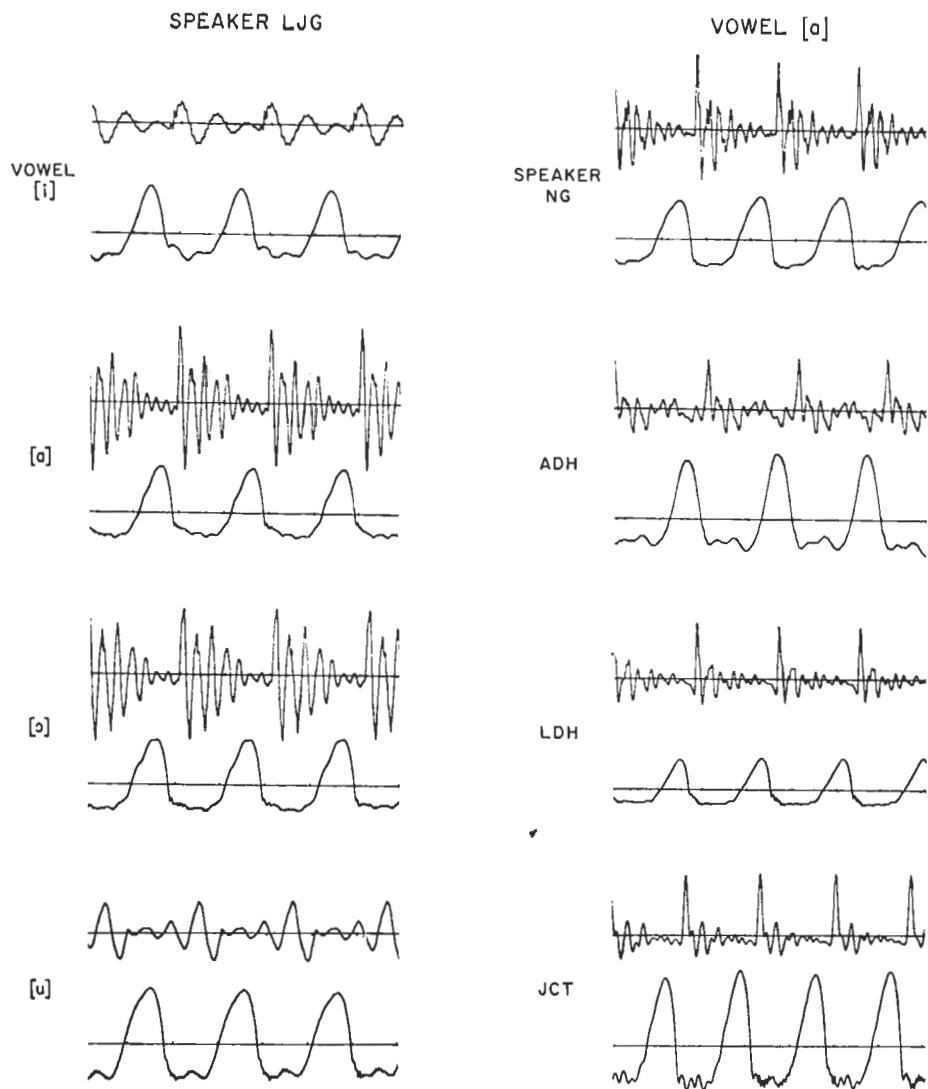 SPEAKER LJG
VOWEL
[i]
[a]
[ɔ]
[u]
VOWEL [a]
SPEAKER
NG
ADH
LDH
JCT